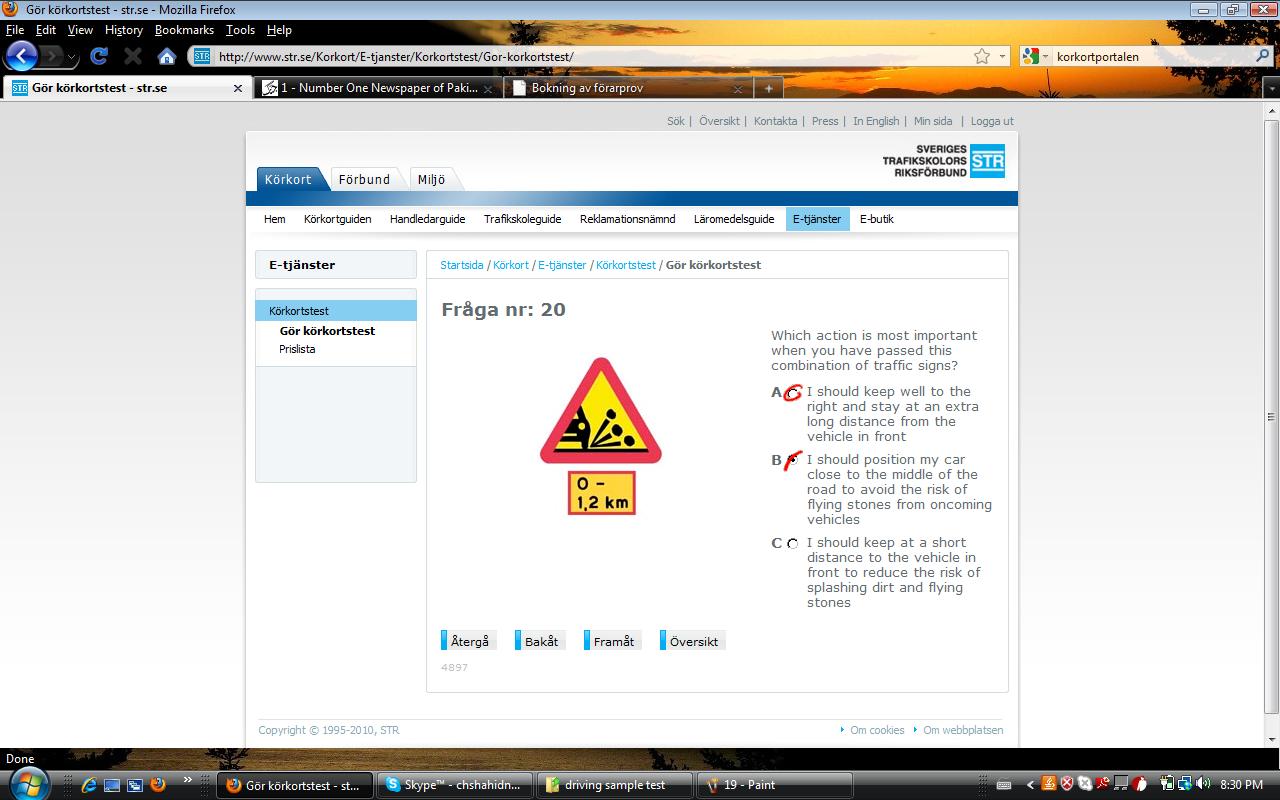 Gör körkortstest - str.se - Mozilla Firefox
File Edit View History Bookmarks Tools Help
STR http://www.str.se/Korkort/E-tjanster/Korkortstest/Gor-korkortstest/ korkortportalen
STR Gör körkortstest - str.se 1 - Number One Newspaper of Paki... Bokning av förarprov
Sök | Översikt | Kontakta | Press | In English | Min sida | Logga ut
SVERIGES
TRAFIKSKOLORS
RIKSFÖRBUND
STR
Körkort Förbund Miljö
Hem Körkortguiden Handledarguide Trafikskoleguide Reklamationsnämnd Läromedelsguide E-tjänster E-butik
E-tjänster
Körkortstest
Gör körkortstest
Prislista
Startsida / Körkort / E-tjänster / Körkortstest / Gör körkortstest
Fråga nr: 20
0 -
1,2 km
Which action is most important
when you have passed this
combination of traffic signs?
A I should keep well to the
right and stay at an extra
long distance from the
vehicle in front
B I should position my car
close to the middle of the
road to avoid the risk of
flying stones from oncoming
vehicles
C I should keep at a short
distance to the vehicle in
front to reduce the risk of
splashing dirt and flying
stones
Återgå Bakåt Framåt Översikt
4897
Copyright © 1995-2010, STR Om cookies Om webbplatsen
Done
Gör körkortstest - st... Skype™ - chshahidn... driving sample test 19 - Paint 8:30 PM